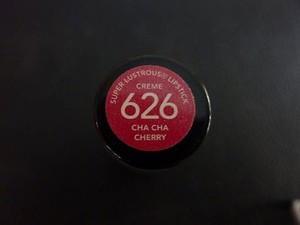 SUPER LUSTROUS® LIPSTICK
CREME
626
CHA CHA
CHERRY